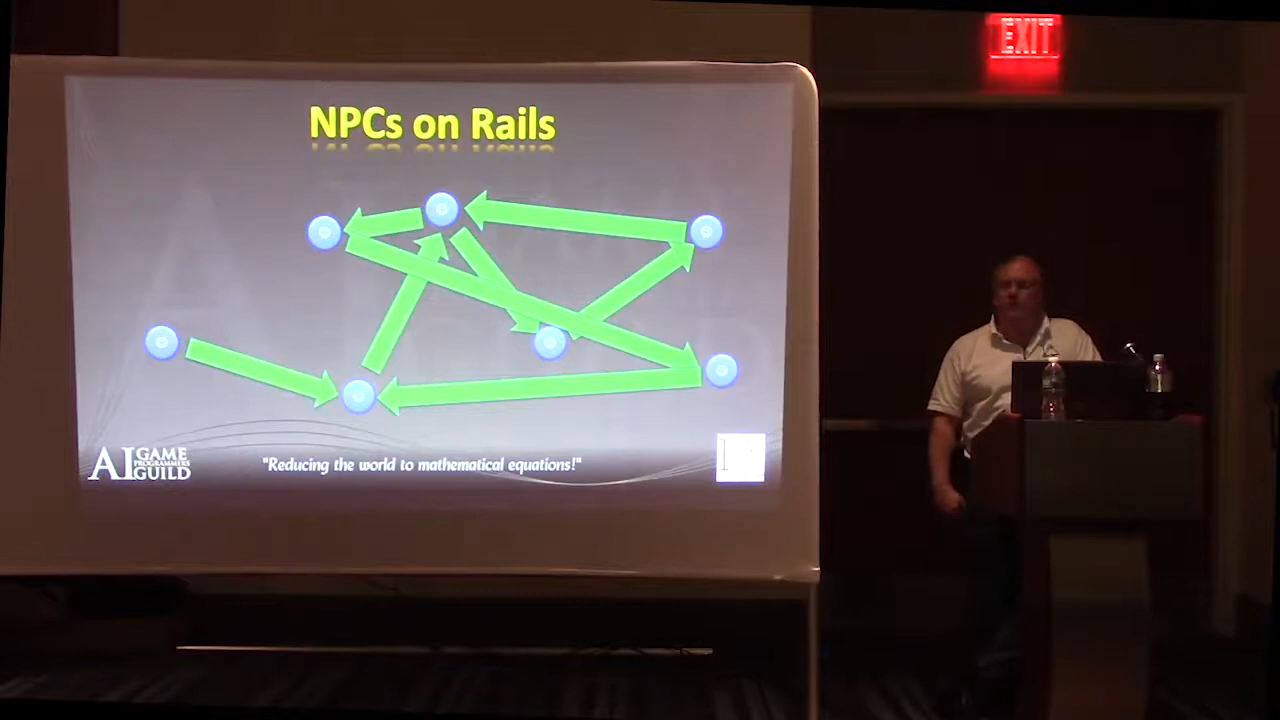 EXIT
NPCs on Rails
AI GAME PROGRAMMERS GUILD
"Reducing the world to mathematical equations!"